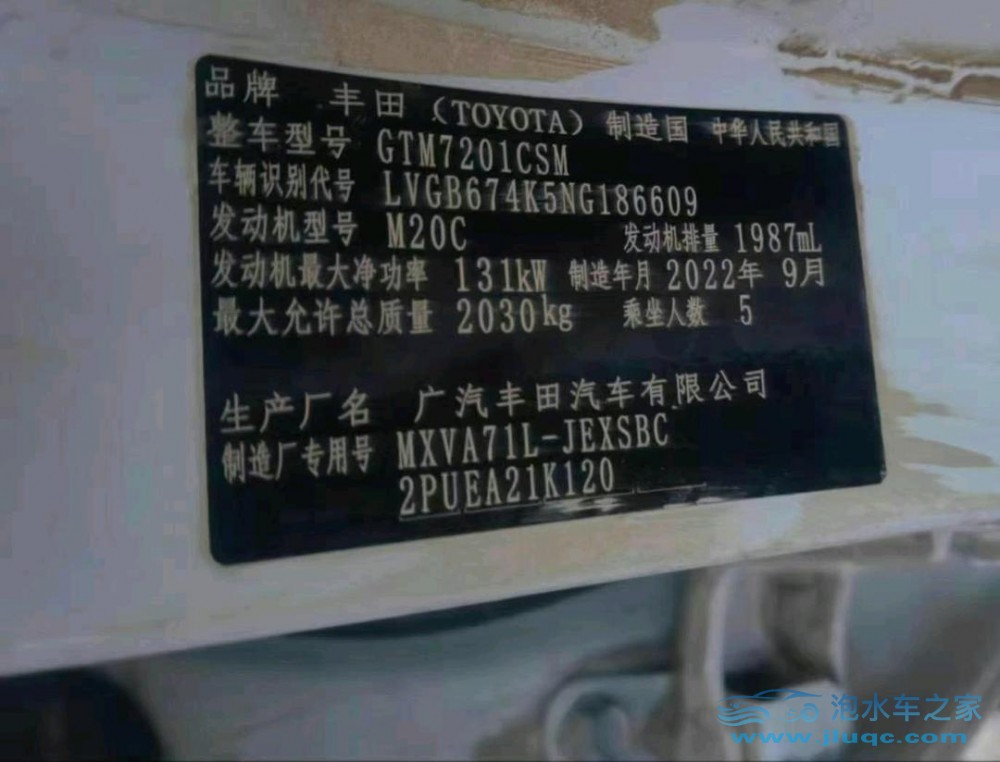 品牌 丰田（TOYOTA） 制造国 中华人民共和国
整车型号 GTM7201CSM
车辆识别代号 LVGB674K5NG186609
发动机型号 M20C 发动机排量 1987mL
发动机最大净功率 131kW 制造年月 2022年 9月
最大允许总质量 2030kg 乘坐人数 5
生产厂名 广汽丰田汽车有限公司
制造厂专用号 MXVA71L-JEXSBC
2PUEA21K120
泡水车之家
www.jluqc.com